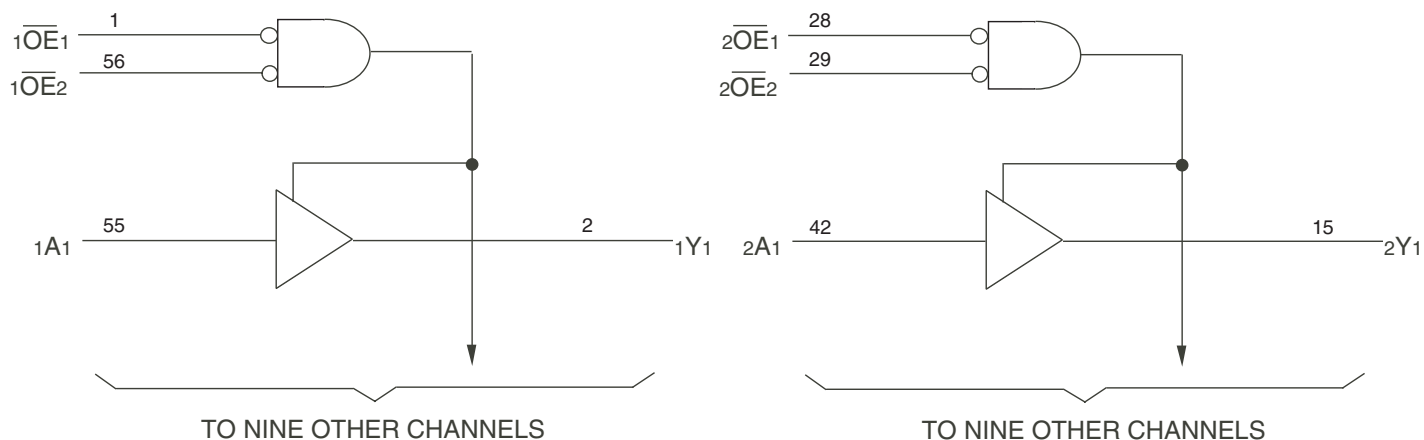 1OE1 1
1OE2 56
1A1 55 2 1Y1
TO NINE OTHER CHANNELS
2OE1 28
2OE2 29
2A1 42 15 2Y1
TO NINE OTHER CHANNELS